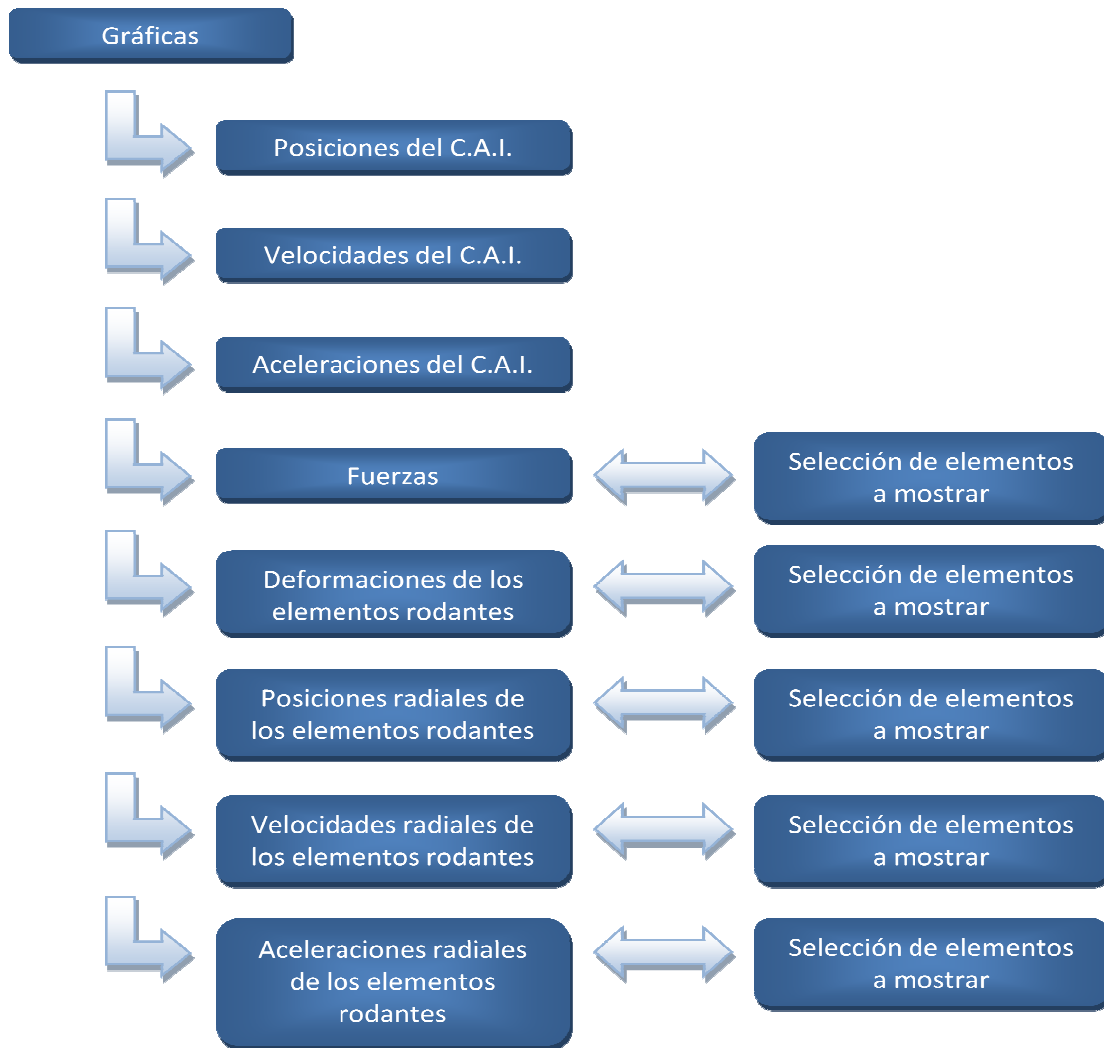 Gráficas
Posiciones del C.A.I.
Velocidades del C.A.I.
Aceleraciones del C.A.I.
Fuerzas
Selección de elementos
a mostrar
Deformaciones de los
elementos rodantes
Selección de elementos
a mostrar
Posiciones radiales de
los elementos rodantes
Selección de elementos
a mostrar
Velocidades radiales de
los elementos rodantes
Selección de elementos
a mostrar
Aceleraciones radiales
de los elementos
rodantes
Selección de elementos
a mostrar